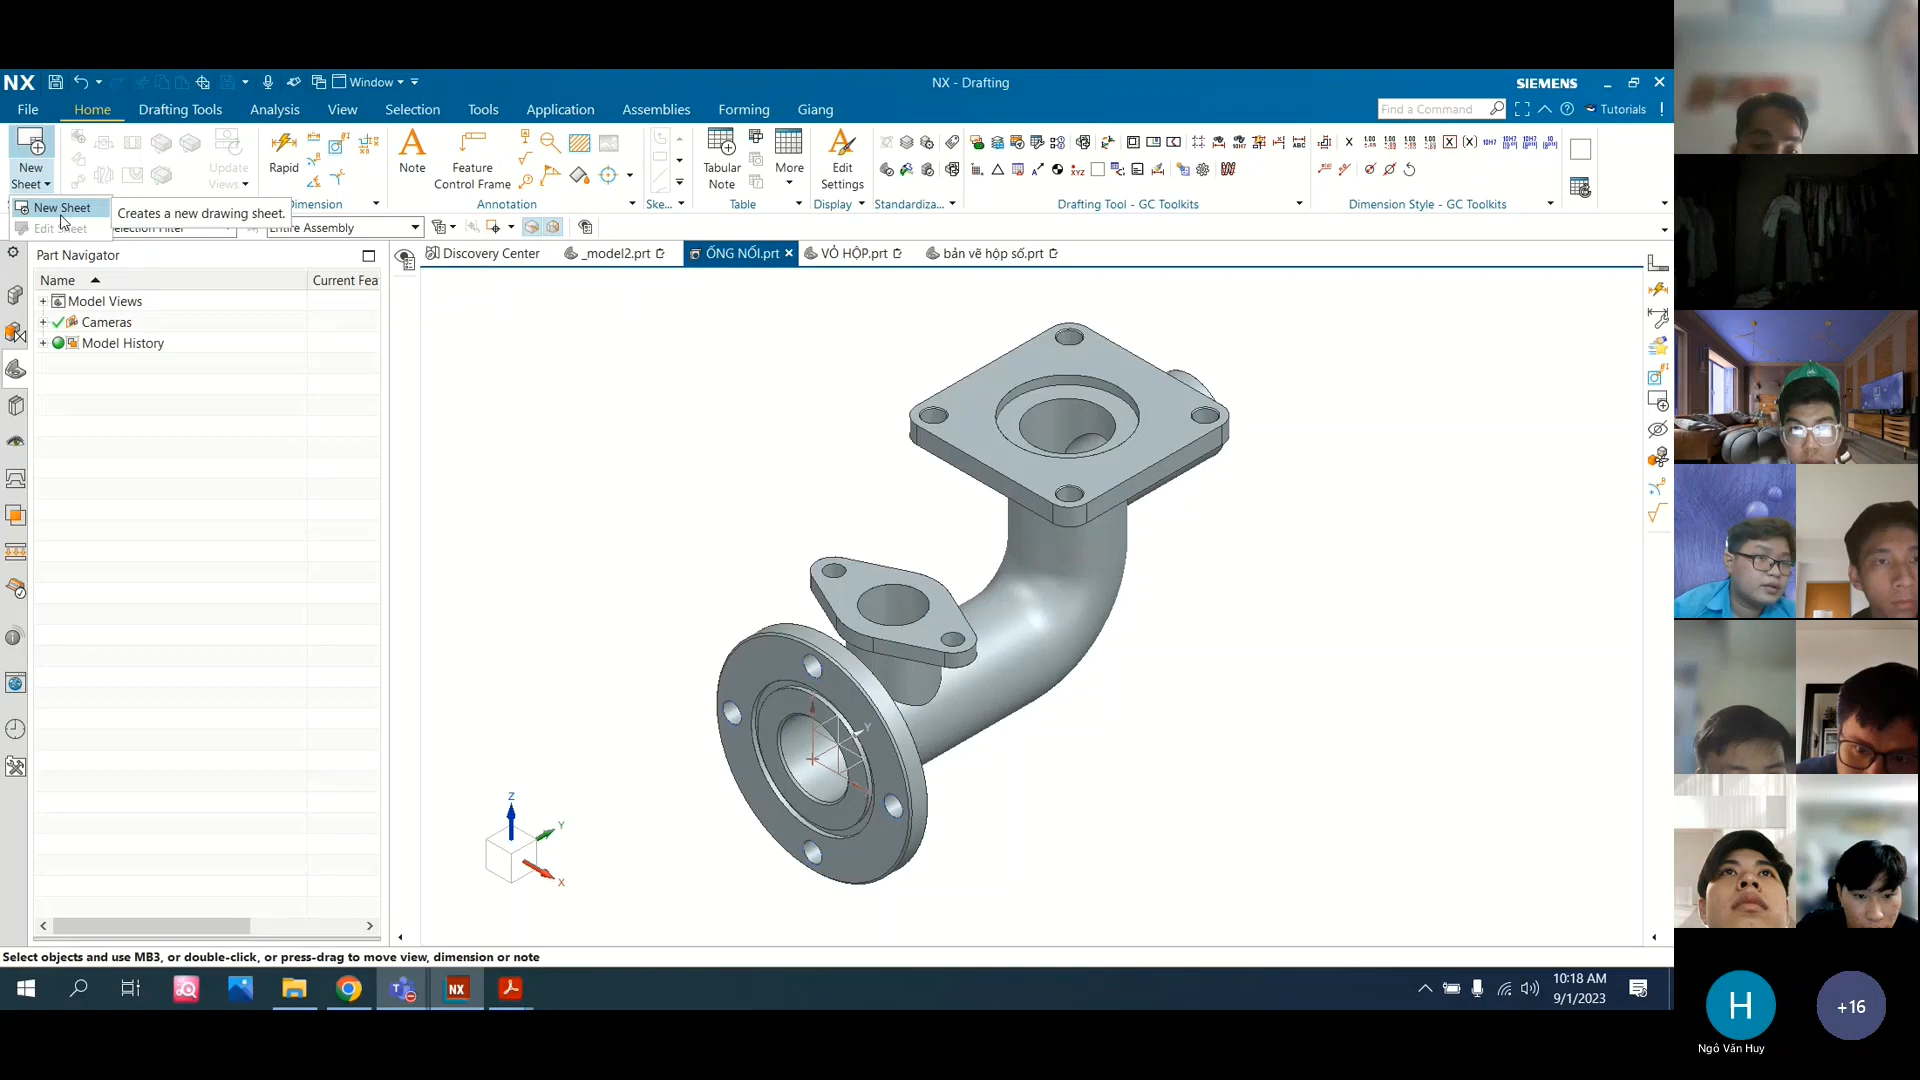 NX
Window
NX - Drafting
SIEMENS
File
Home
Drafting Tools
Analysis
View
Selection
Tools
Application
Assemblies
Forming
Giang
Find a Command
Tutorials
New
Sheet
Update
Views
Rapid
Dimension
Note
Feature
Control Frame
Annotation
Ske...
Tabular
Note
More
Table
Edit
Settings
Display
Standardiza...
Drafting Tool - GC Toolkits
Dimension Style - GC Toolkits
New Sheet
Edit Sheet
Creates a new drawing sheet.
Entire Assembly
Part Navigator
Discovery Center
_model2.prt
ỐNG NỐI.prt
VỎ HỘP.prt
bản vẽ hộp số.prt
Name
Current Fea
Model Views
Cameras
Model History
Y
Z
Y
X
Select objects and use MB3, or double-click, or press-drag to move view, dimension or note
NX
10:18 AM
9/1/2023
H
+16
Ngô Văn Huy